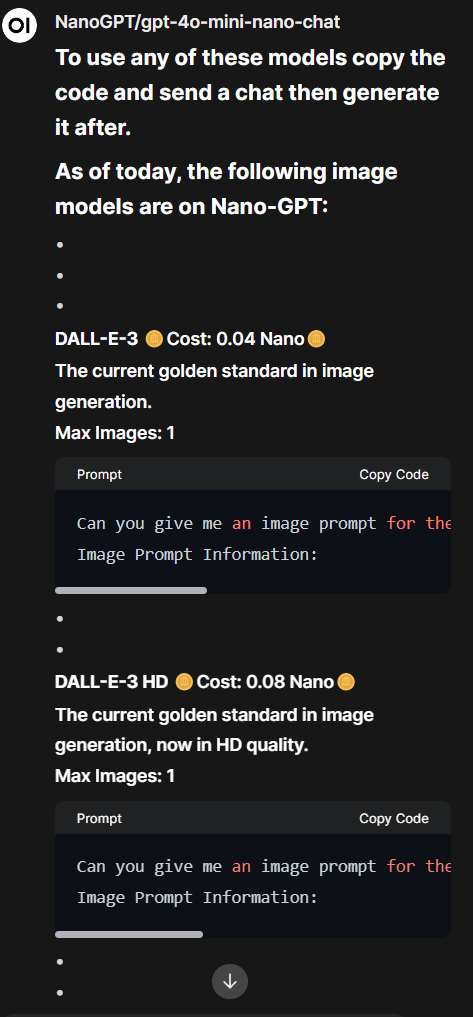 OI
NanoGPT/gpt-4o-mini-nano-chat
To use any of these models copy the
code and send a chat then generate
it after.
As of today, the following image
models are on Nano-GPT:
•
•
•
DALL-E-3 🪙Cost: 0.04 Nano🪙
The current golden standard in image
generation.
Max Images: 1
Prompt Copy Code
Can you give me an image prompt for the
Image Prompt Information:
•
•
DALL-E-3 HD 🪙Cost: 0.08 Nano🪙
The current golden standard in image
generation, now in HD quality.
Max Images: 1
Prompt Copy Code
Can you give me an image prompt for the
Image Prompt Information:
•
•